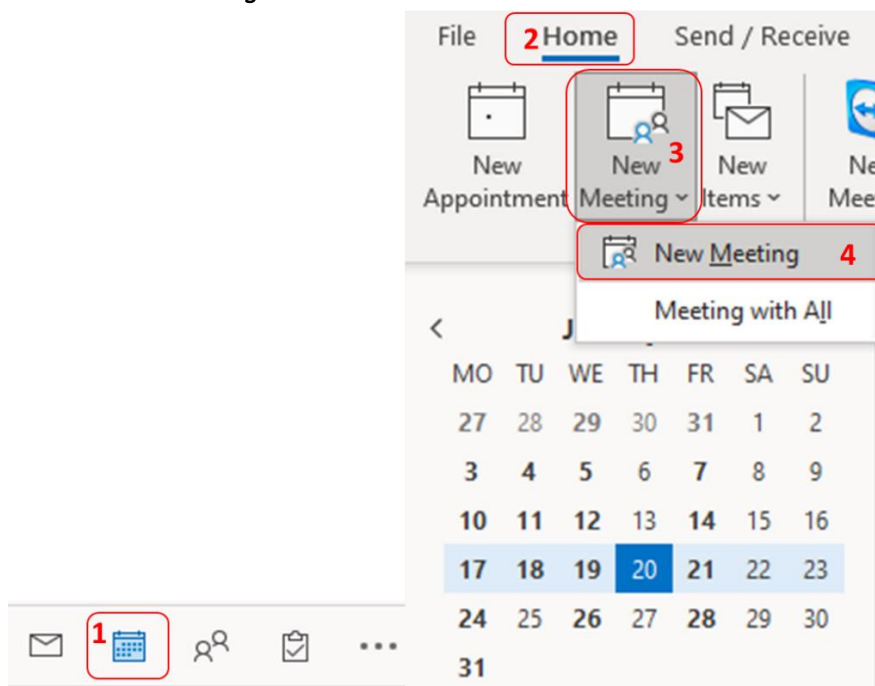 File 2 Home Send / Receive
New Appointment
New Meeting 3
New Items
New Meeting 4
Meeting with All
MO TU WE TH FR SA SU
27 28 29 30 31 1 2
3 4 5 6 7 8 9
10 11 12 13 14 15 16
17 18 19 20 21 22 23
24 25 26 27 28 29 30
31
1